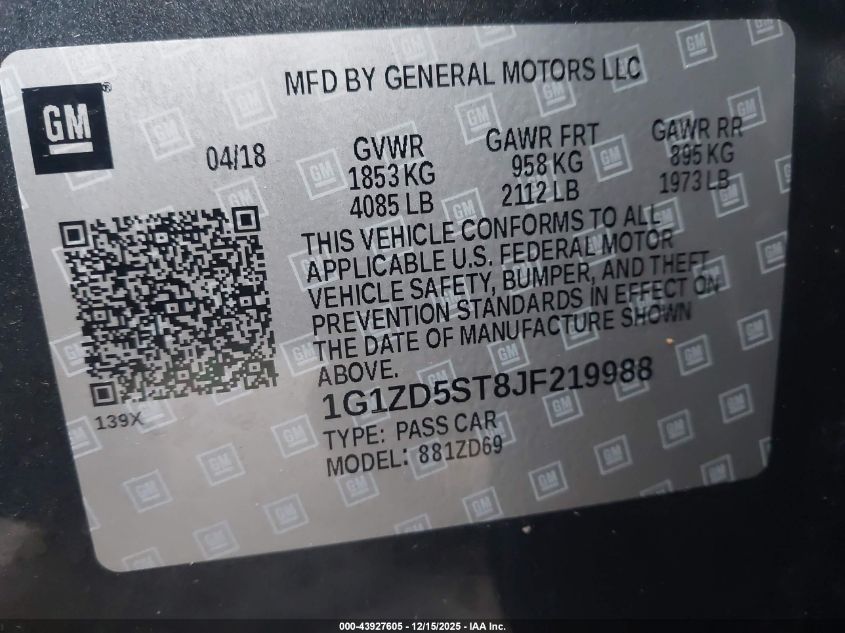 MFD BY GENERAL MOTORS LLC
GM®
04/18
GVWR
1853 KG
4085 LB
GAWR FRT
958 KG
2112 LB
GAWR RR
895 KG
1973 LB
THIS VEHICLE CONFORMS TO ALL
APPLICABLE U.S. FEDERAL MOTOR
VEHICLE SAFETY, BUMPER, AND THEFT
PREVENTION STANDARDS IN EFFECT ON
THE DATE OF MANUFACTURE SHOWN
ABOVE.
139X
1G1ZD5ST8JF219988
TYPE: PASS CAR
MODEL: 881ZD69
000-43927605 - 12/15/2025 - IAA Inc.